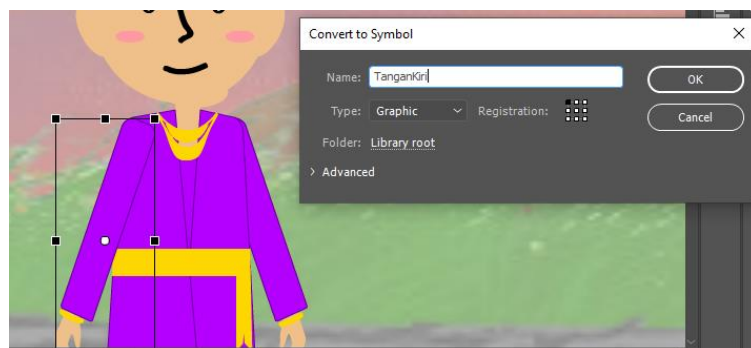 Convert to Symbol
Name: TanganKiri
OK
Type: Graphic Registration:
Cancel
Folder: Library root
Advanced